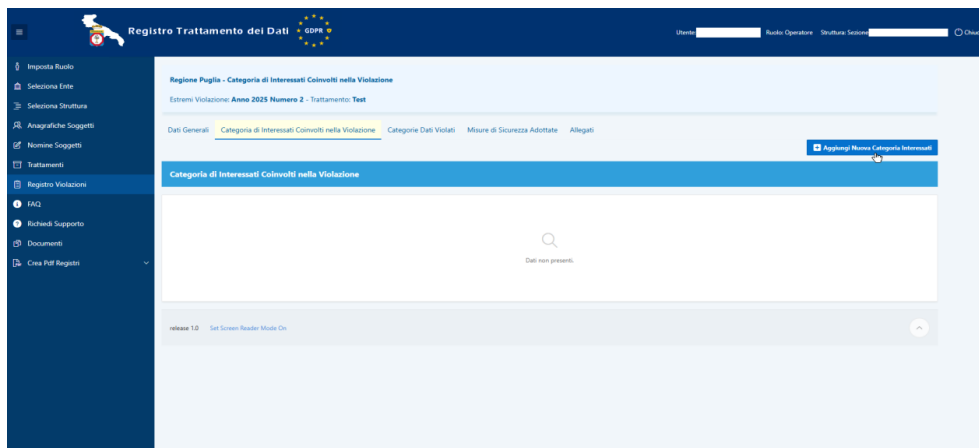 Registro Trattamento dei Dati GDPR
Utente: Ruolo: Operatore Struttura: Sezione Chiud
Imposta Ruolo
Seleziona Ente
Seleziona Struttura
Anagrafiche Soggetti
Nomine Soggetti
Trattamenti
Registro Violazioni
FAQ
Richiedi Supporto
Documenti
Crea Pdf Registri
Regione Puglia - Categoria di Interessati Coinvolti nella Violazione
Estremi Violazione: Anno 2025 Numero 2 - Trattamento: Test
Dati Generali Categoria di Interessati Coinvolti nella Violazione Categorie Dati Violati Misure di Sicurezza Adottate Allegati
Aggiungi Nuova Categoria Interessati
Categoria di Interessati Coinvolti nella Violazione
Dati non presenti.
release 1.0 Set Screen Reader Mode On